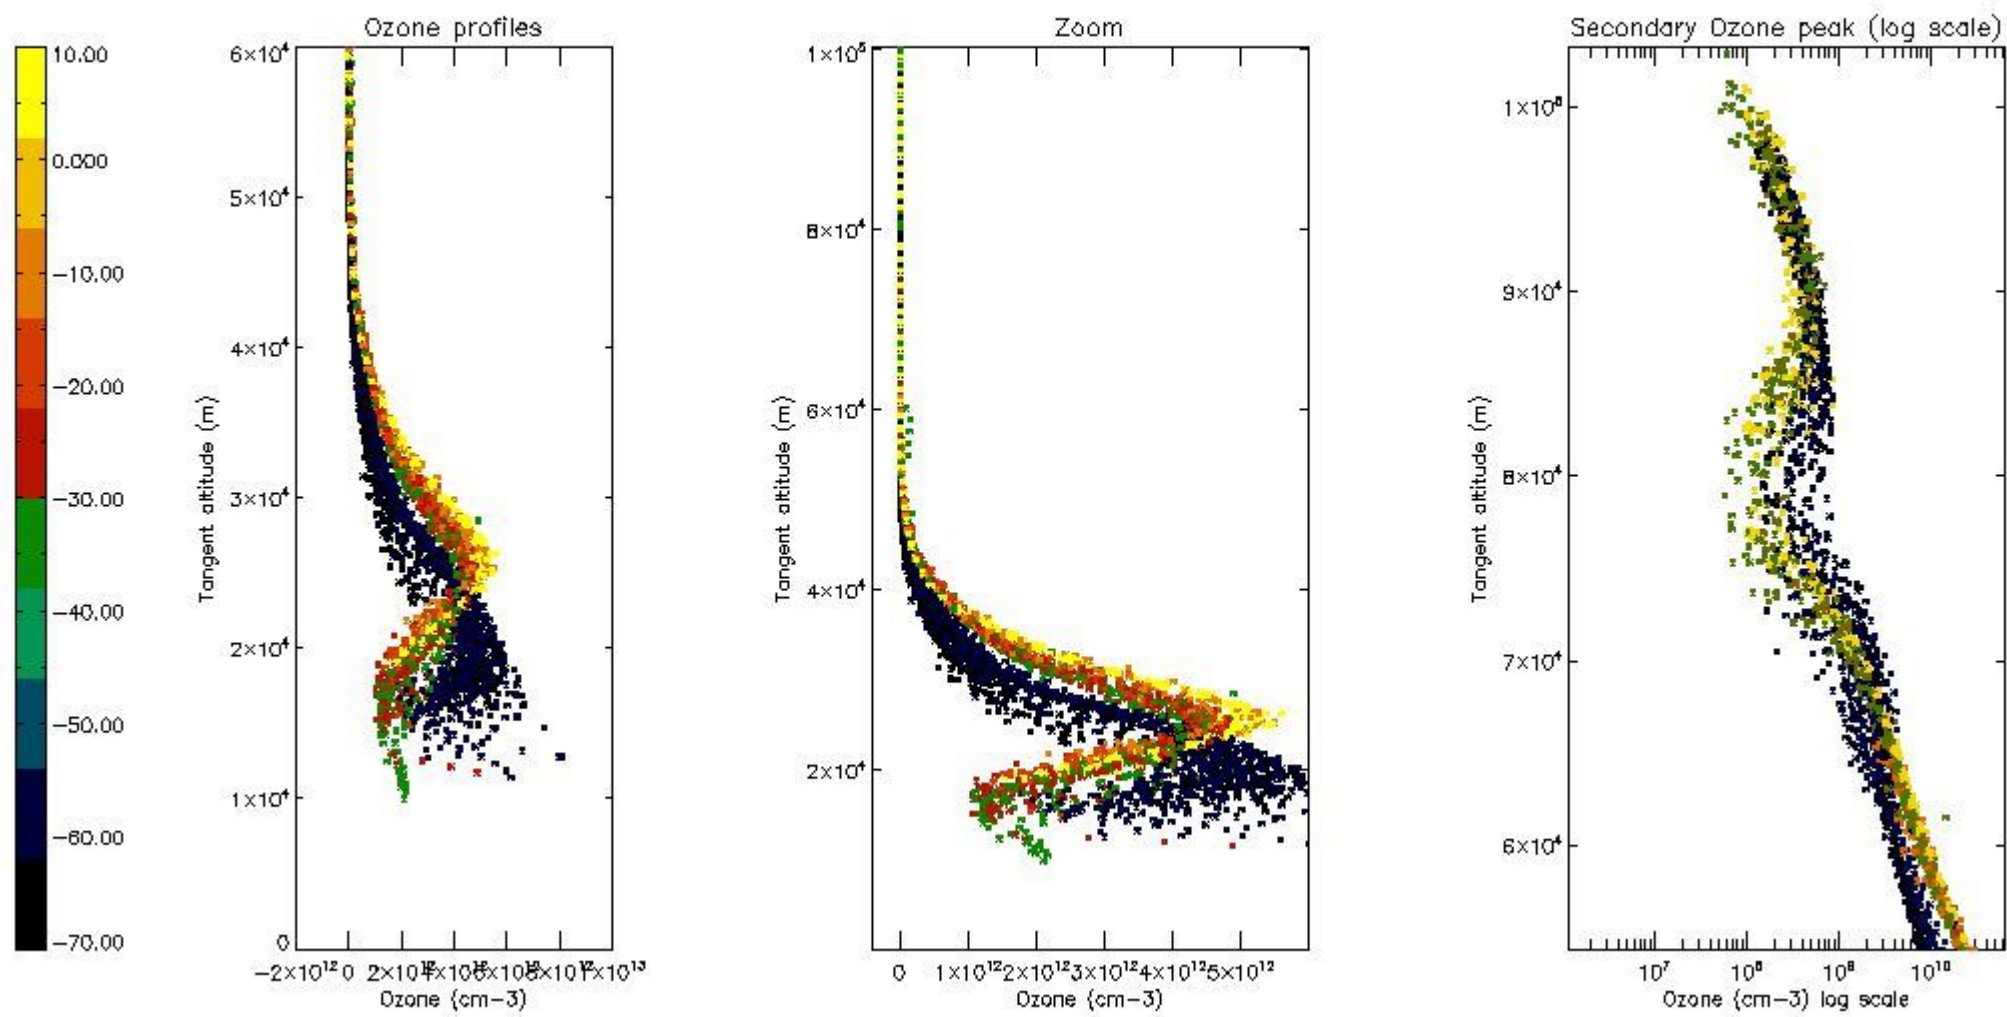 Ozone profiles
Zoom
Secondary Ozone peak (log scale)
10.00
0.000
−10.00
−20.00
−30.00
−40.00
−50.00
−60.00
−70.00
Tangent altitude (m)
6×10⁴
5×10⁴
4×10⁴
3×10⁴
2×10⁴
1×10⁴
0
−2×10¹² 0
Ozone (cm−3)
Tangent altitude (m)
1×10⁵
8×10⁴
6×10⁴
4×10⁴
2×10⁴
0 1×10¹² 2×10¹² 3×10¹² 4×10¹² 5×10¹²
Ozone (cm−3)
Tangent altitude (m)
1×10⁵
9×10⁴
8×10⁴
7×10⁴
6×10⁴
10⁷ 10⁸ 10⁹ 10¹⁰
Ozone (cm−3) log scale